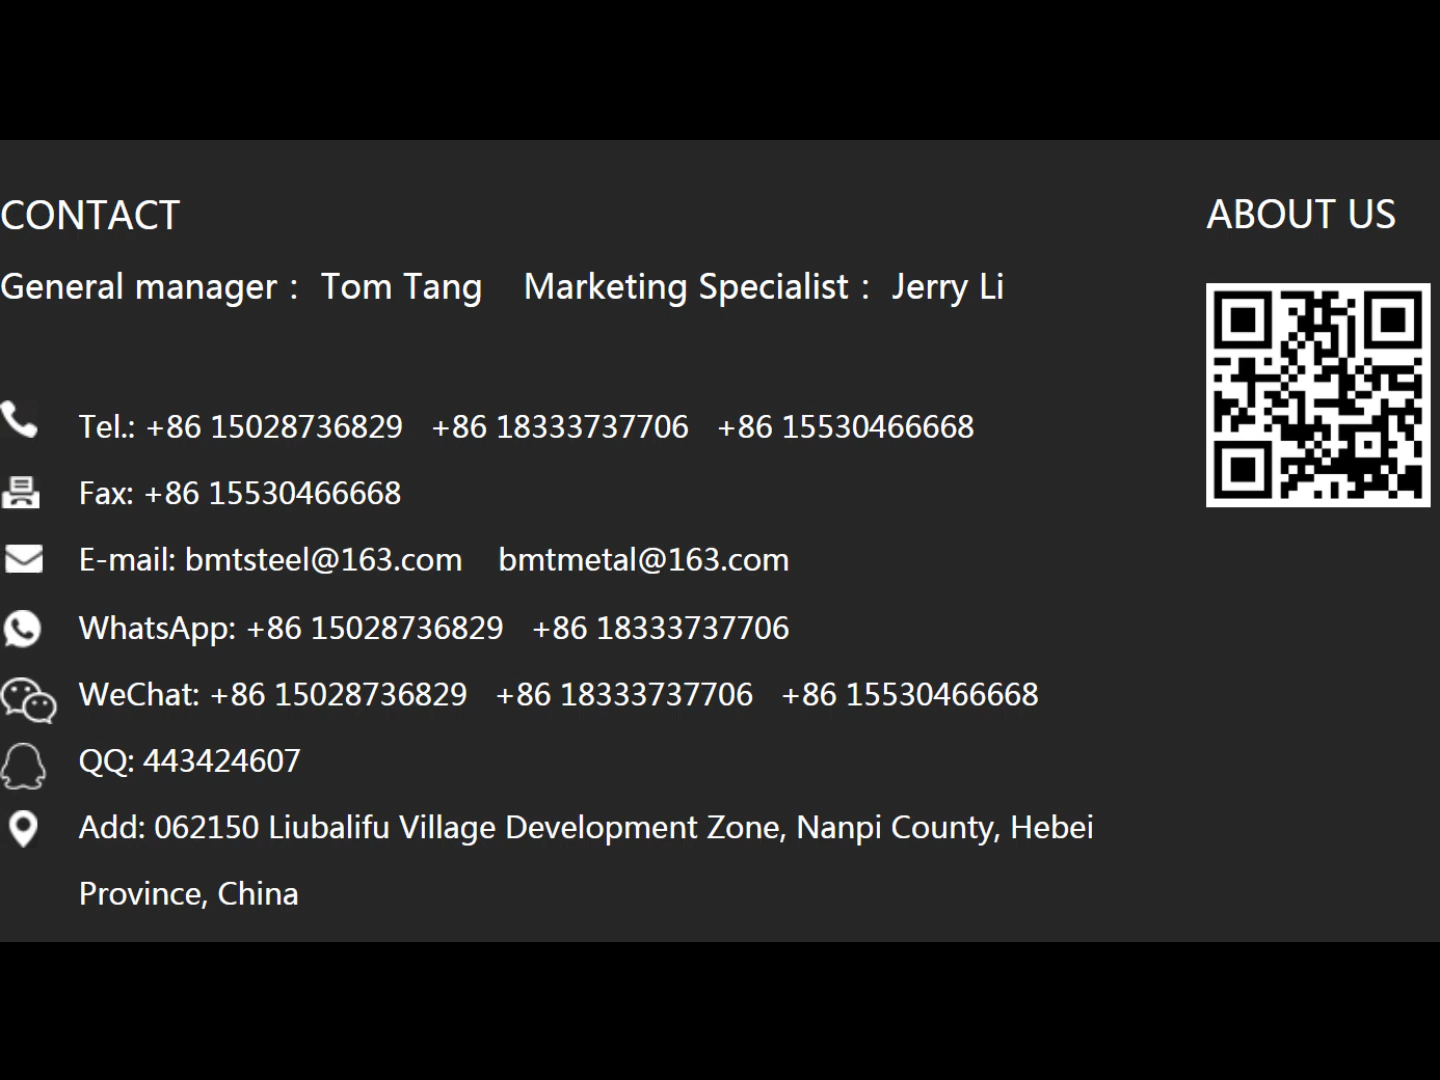 CONTACT
ABOUT US
General manager： Tom Tang Marketing Specialist： Jerry Li
Tel.: +86 15028736829 +86 18333737706 +86 15530466668
Fax: +86 15530466668
E-mail: bmtsteel@163.com bmtmetal@163.com
WhatsApp: +86 15028736829 +86 18333737706
WeChat: +86 15028736829 +86 18333737706 +86 15530466668
QQ: 443424607
Add: 062150 Liubalifu Village Development Zone, Nanpi County, Hebei
Province, China